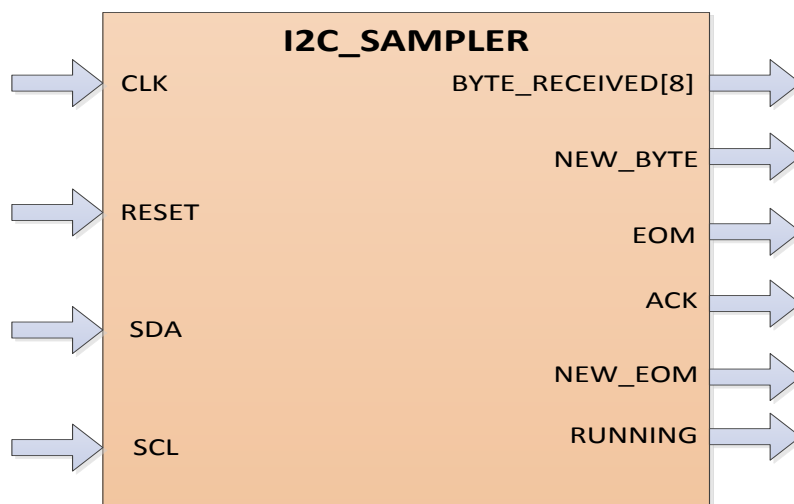 I2C_SAMPLER
CLK
BYTE_RECEIVED[8]
NEW_BYTE
RESET
EOM
ACK
SDA
NEW_EOM
RUNNING
SCL